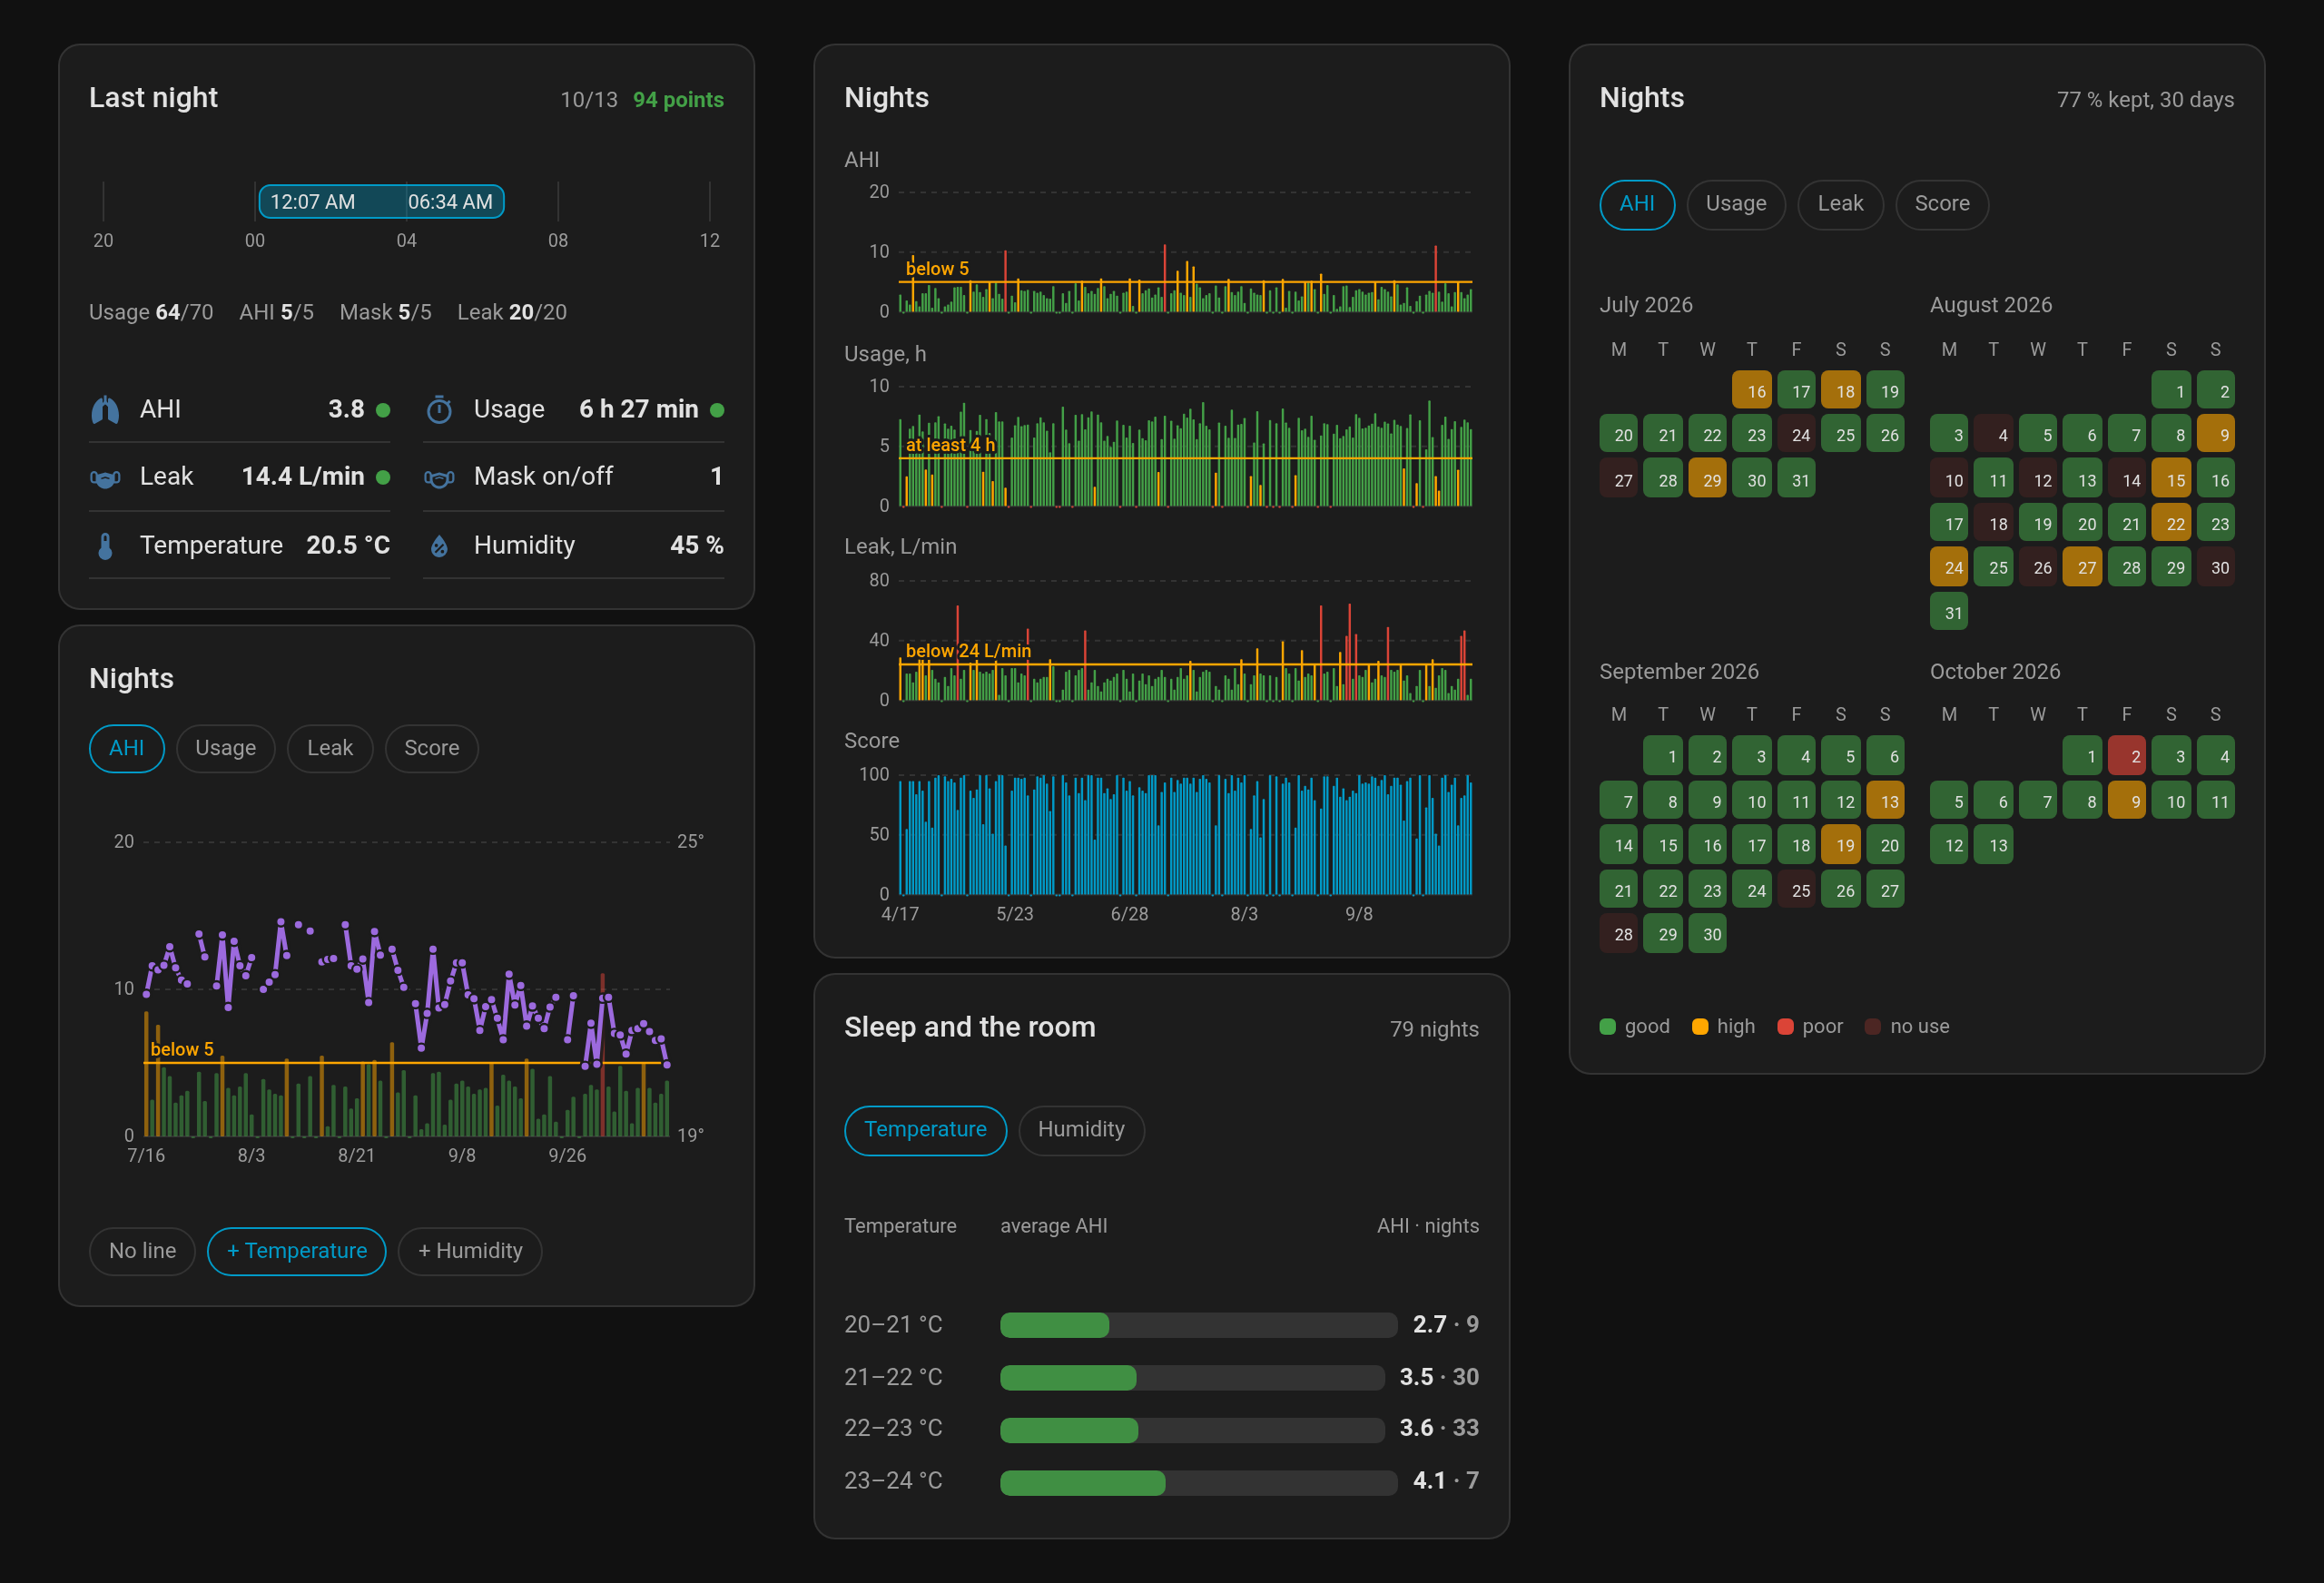 Last night
10/13 94 points
12:07 AM 06:34 AM
20 00 04 08 12
Usage 64/70 AHI 5/5 Mask 5/5 Leak 20/20
AHI 3.8 Usage 6 h 27 min
Leak 14.4 L/min Mask on/off 1
Temperature 20.5 °C Humidity 45 %
Nights
AHI Usage Leak Score
20 25°
10
below 5
0 19°
7/16 8/3 8/21 9/8 9/26
No line + Temperature + Humidity
Nights
AHI
20
10
below 5
0
Usage, h
10
5
at least 4 h
0
Leak, L/min
80
40
below 24 L/min
0
Score
100
50
0
4/17 5/23 6/28 8/3 9/8
Sleep and the room
79 nights
Temperature Humidity
Temperature average AHI AHI · nights
20–21 °C 2.7 · 9
21–22 °C 3.5 · 30
22–23 °C 3.6 · 33
23–24 °C 4.1 · 7
Nights
77 % kept, 30 days
AHI Usage Leak Score
July 2026
M T W T F S S
16 17 18 19
20 21 22 23 24 25 26
27 28 29 30 31
August 2026
M T W T F S S
1 2
3 4 5 6 7 8 9
10 11 12 13 14 15 16
17 18 19 20 21 22 23
24 25 26 27 28 29 30
31
September 2026
M T W T F S S
1 2 3 4 5 6
7 8 9 10 11 12 13
14 15 16 17 18 19 20
21 22 23 24 25 26 27
28 29 30
October 2026
M T W T F S S
1 2 3 4
5 6 7 8 9 10 11
12 13
good high poor no use